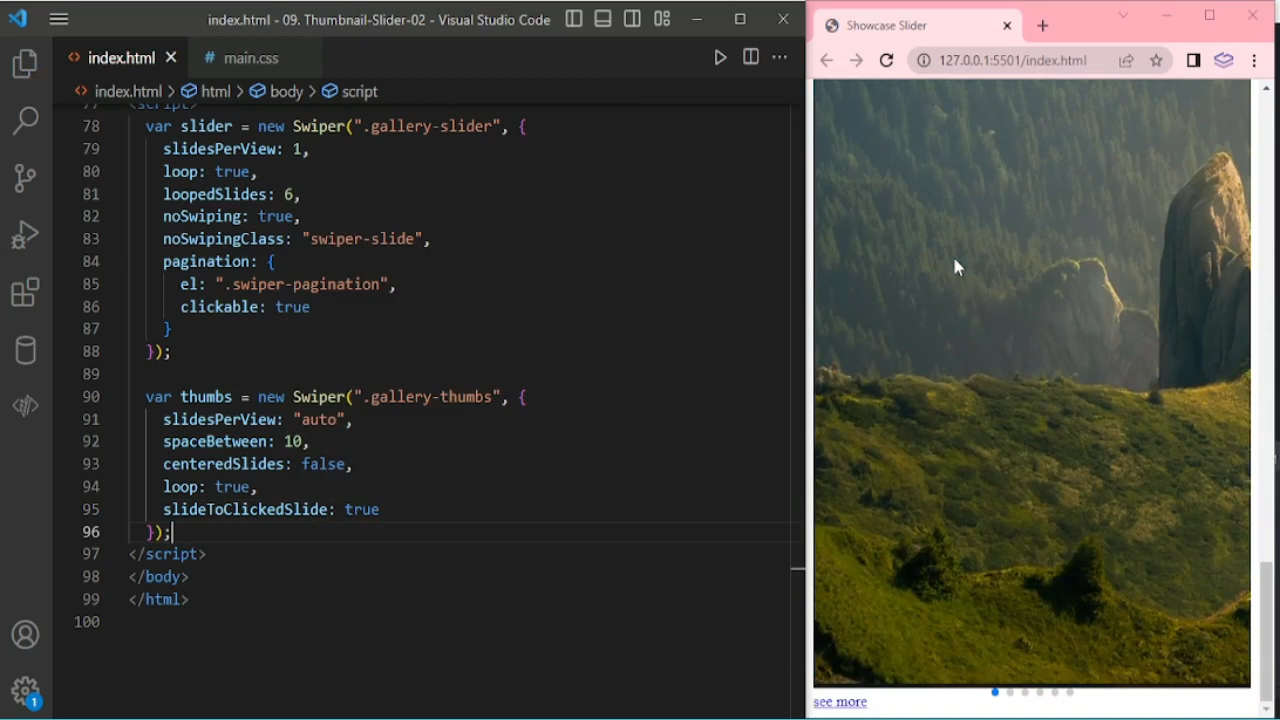 index.html - 09. Thumbnail-Slider-02 - Visual Studio Code
index.html
# main.css
index.html > html > body > script
77 <script>
78 var slider = new Swiper(".gallery-slider", {
79 slidesPerView: 1,
80 loop: true,
81 loopedSlides: 6,
82 noSwiping: true,
83 noSwipingClass: "swiper-slide",
84 pagination: {
85 el: ".swiper-pagination",
86 clickable: true
87 }
88 });
89
90 var thumbs = new Swiper(".gallery-thumbs", {
91 slidesPerView: "auto",
92 spaceBetween: 10,
93 centeredSlides: false,
94 loop: true,
95 slideToClickedSlide: true
96 });
97 </script>
98 </body>
99 </html>
100
1
Showcase Slider
127.0.0.1:5501/index.html
see more